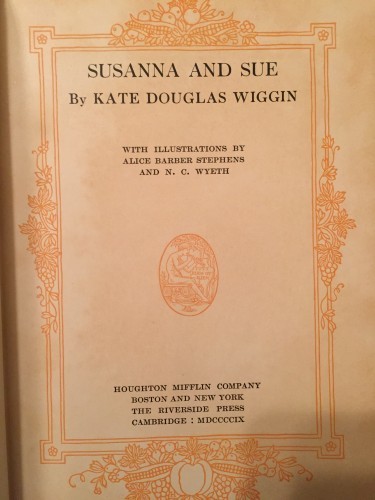 SUSANNA AND SUE
By KATE DOUGLAS WIGGIN
WITH ILLUSTRATIONS BY
ALICE BARBER STEPHENS
AND N. C. WYETH
HOUGHTON MIFFLIN COMPANY
BOSTON AND NEW YORK
THE RIVERSIDE PRESS
CAMBRIDGE : MDCCCCIX